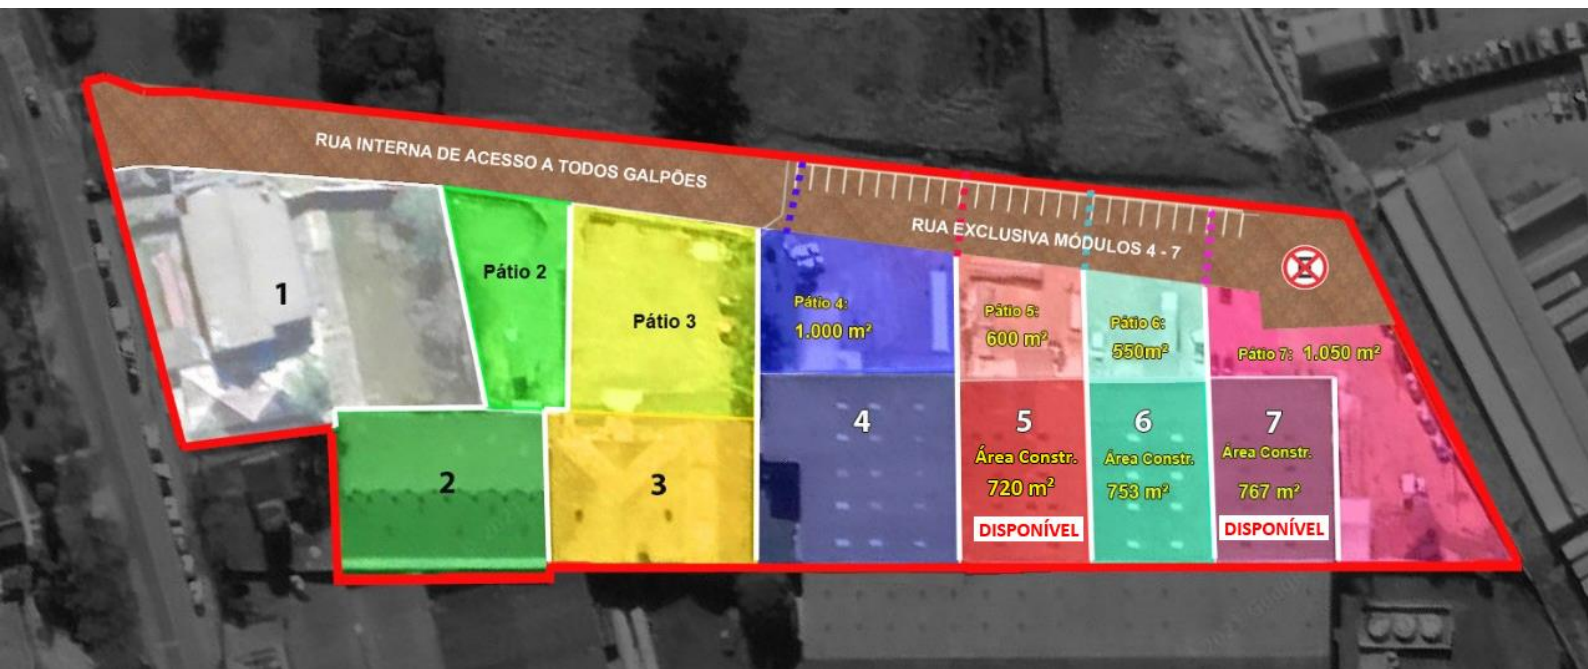 RUA INTERNA DE ACESSO A TODOS GALPÕES
RUA EXCLUSIVA MÓDULOS 4 - 7
1
Pátio 2
Pátio 3
Pátio 4:
1.000 m²
Pátio 5:
600 m²
Pátio 6:
550m²
Pátio 7: 1.050 m²
2
3
4
5
Área Constr.
720 m²
DISPONÍVEL
6
Área Constr.
753 m²
7
Área Constr.
767 m²
DISPONÍVEL